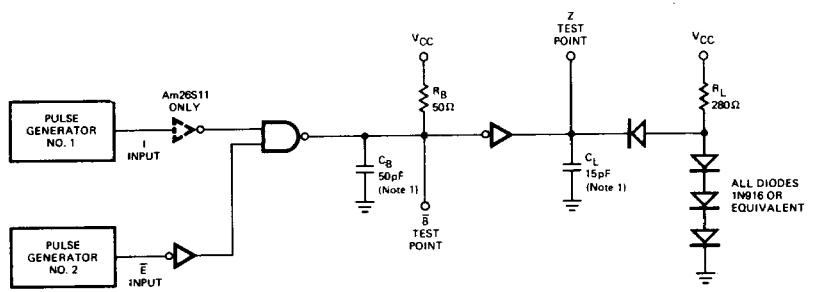 Z
TEST
POINT
VCC
VCC
Am26S11
ONLY
RB
50Ω
RL
280Ω
PULSE
GENERATOR
NO. 1
I
INPUT
CB
50pF
(Note 1)
CL
15pF
(Note 1)
ALL DIODES
1N916 OR
EQUIVALENT
B̅
TEST
POINT
PULSE
GENERATOR
NO. 2
E̅
INPUT